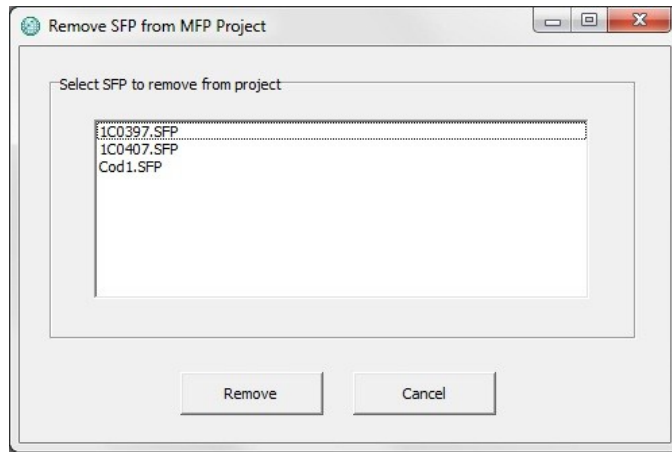 Remove SFP from MFP Project
Select SFP to remove from project
1C0397.SFP
1C0407.SFP
Cod1.SFP
Remove
Cancel